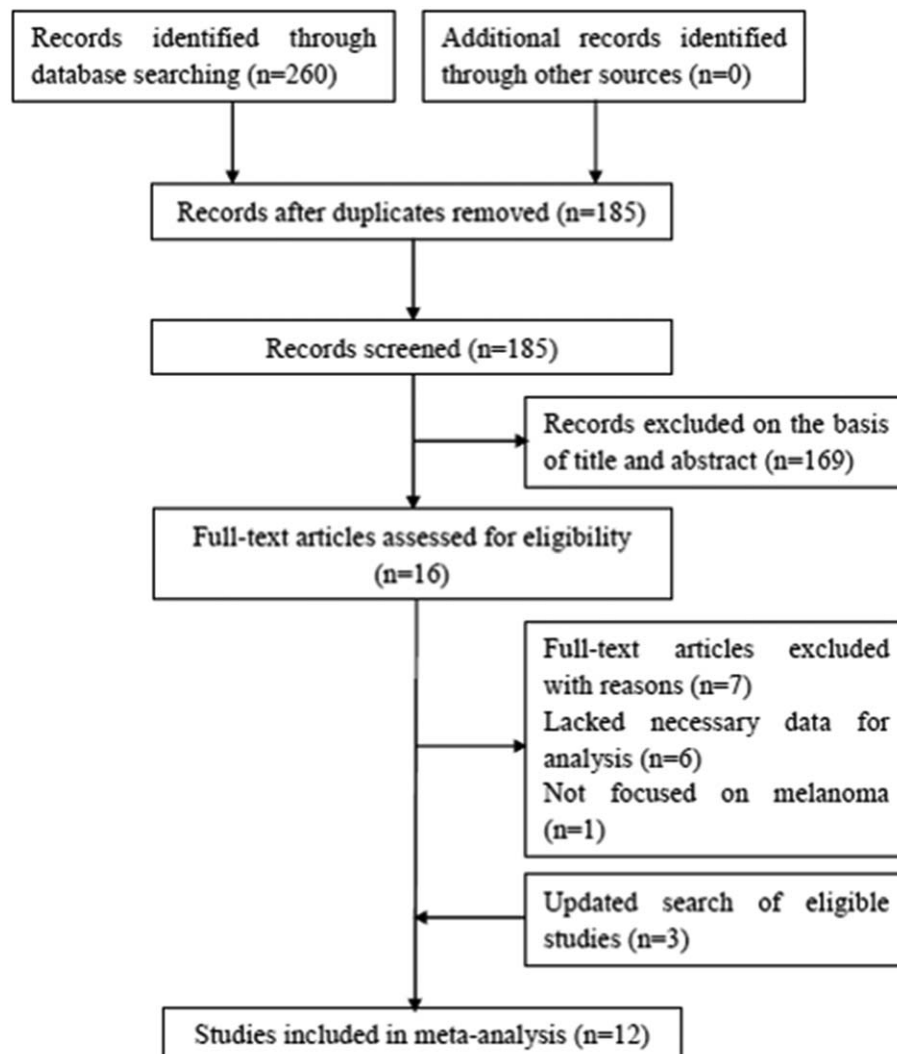 Records identified through
database searching (n=260)
Additional records identified
through other sources (n=0)
Records after duplicates removed (n=185)
Records screened (n=185)
Records excluded on the basis
of title and abstract (n=169)
Full-text articles assessed for eligibility
(n=16)
Full-text articles excluded
with reasons (n=7)
Lacked necessary data for
analysis (n=6)
Not focused on melanoma
(n=1)
Updated search of eligible
studies (n=3)
Studies included in meta-analysis (n=12)